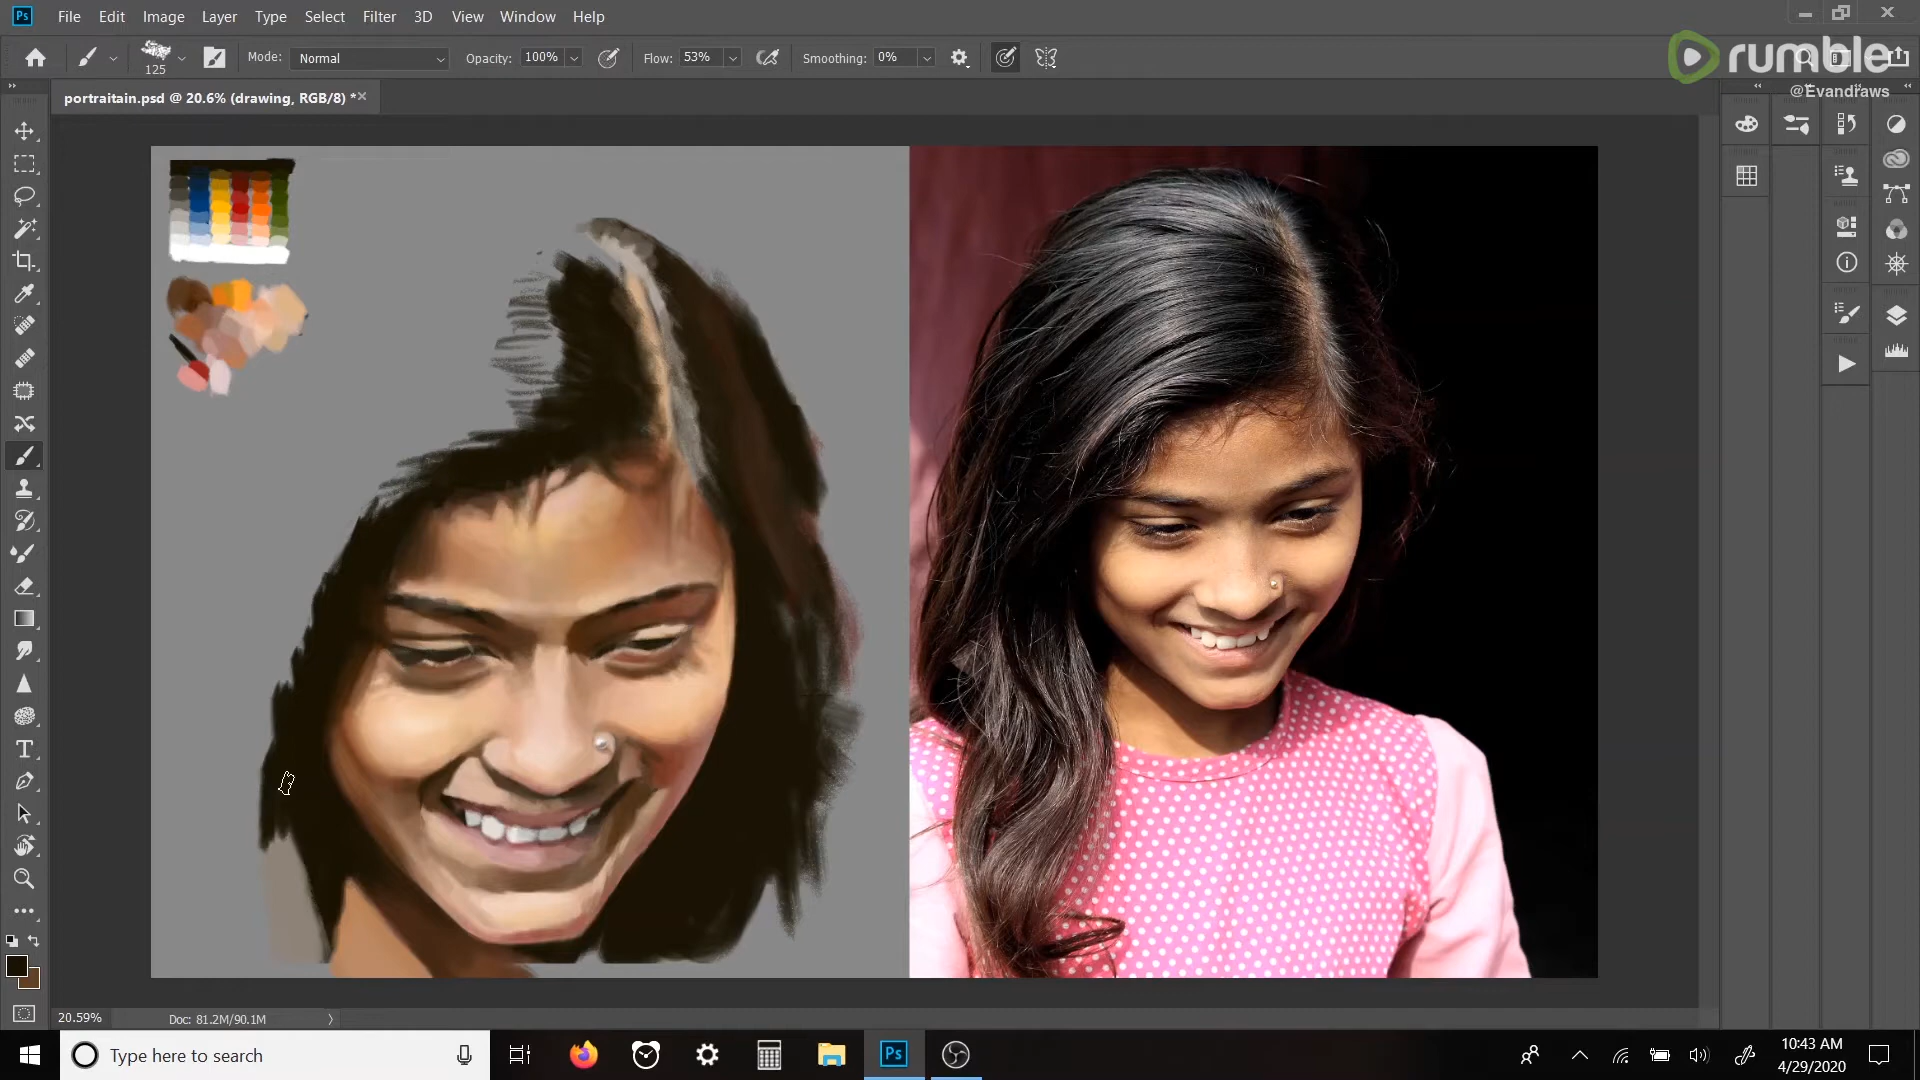 Ps File Edit Image Layer Type Select Filter 3D View Window Help
125 Mode: Normal Opacity: 100% Flow: 53% Smoothing: 0%
rumble
@Evandraws
portraitain.psd @ 20.6% (drawing, RGB/8) *
20.59% Doc: 81.2M/90.1M
Type here to search
Ps
10:43 AM
4/29/2020